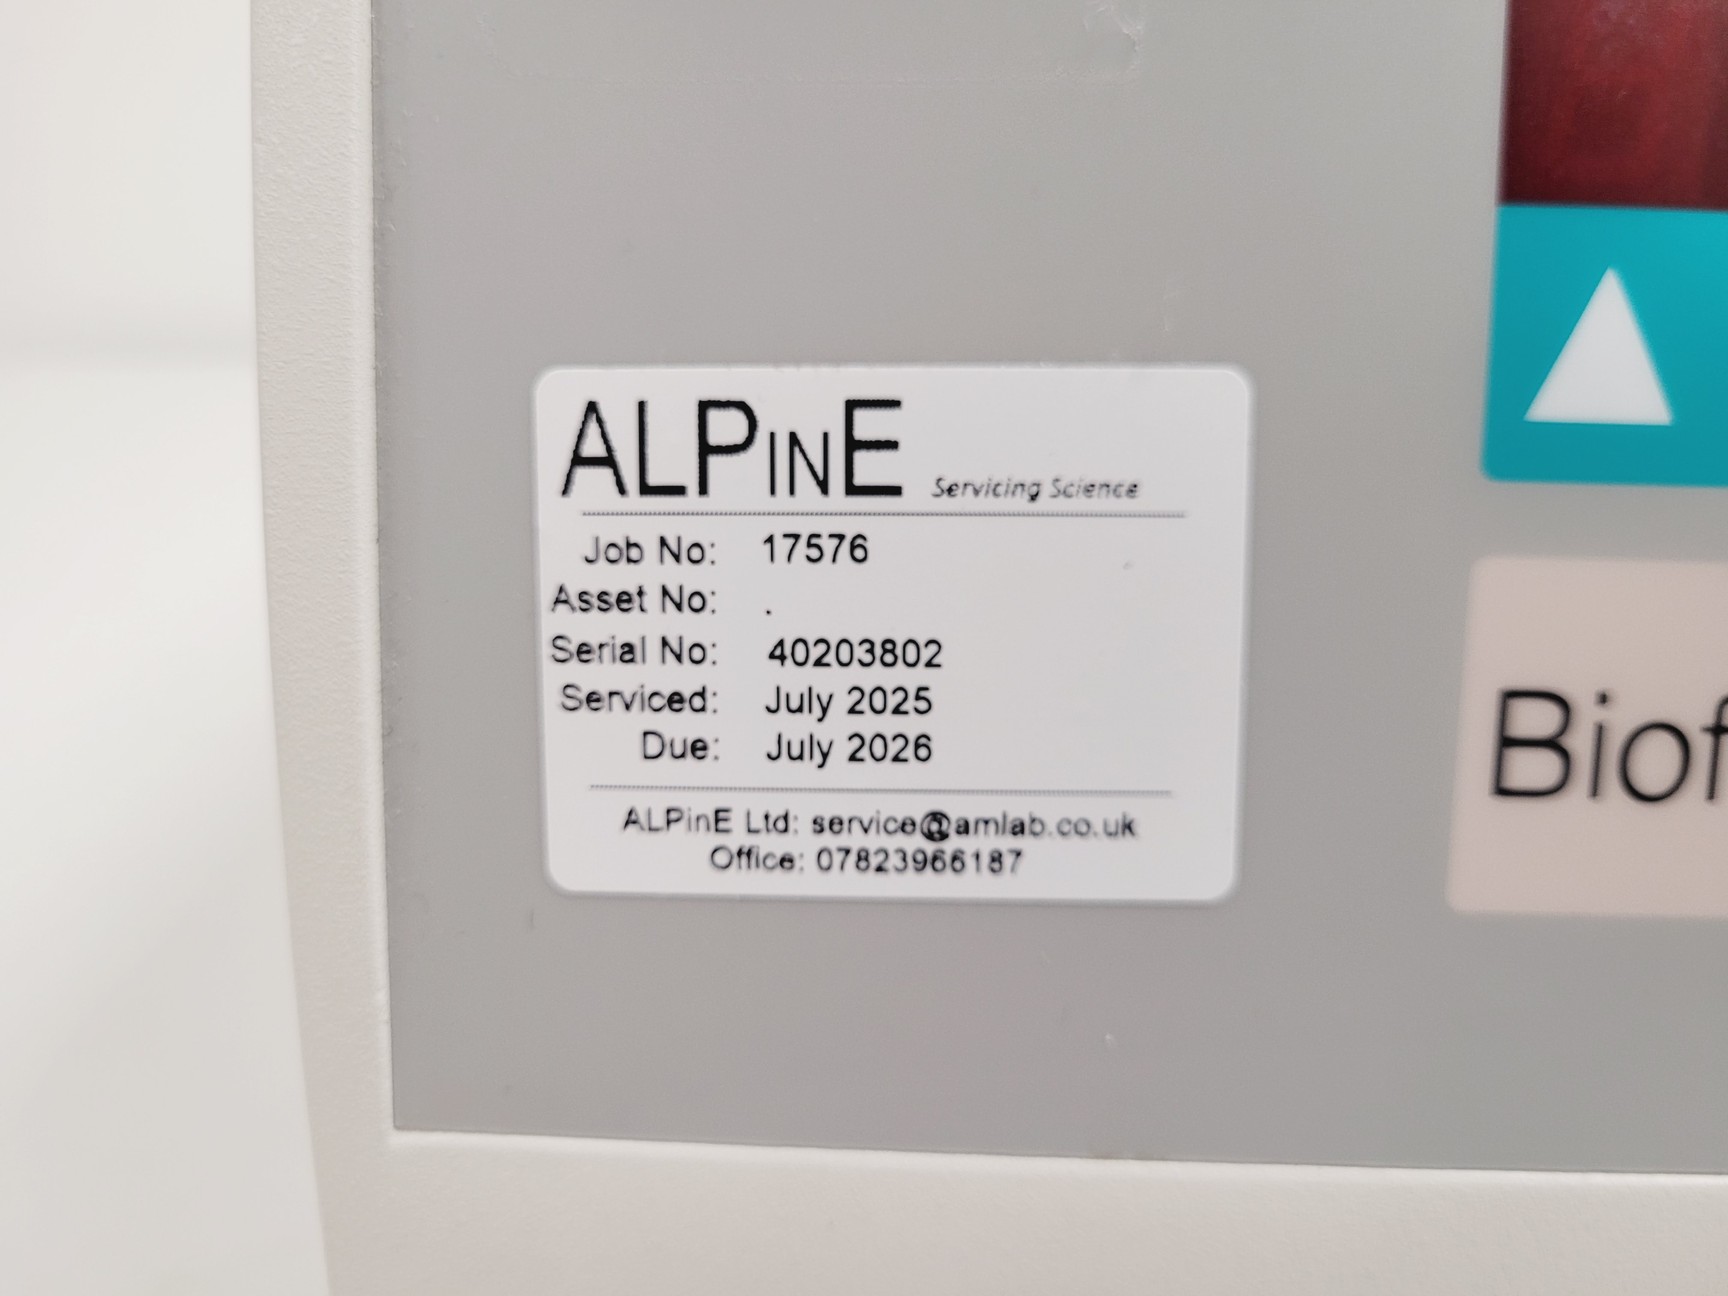 ALPinE Servicing Science
Job No: 17576
Asset No: .
Serial No: 40203802
Serviced: July 2025
Due: July 2026
ALPinE Ltd: service@amlab.co.uk
Office: 07823966187
Biof